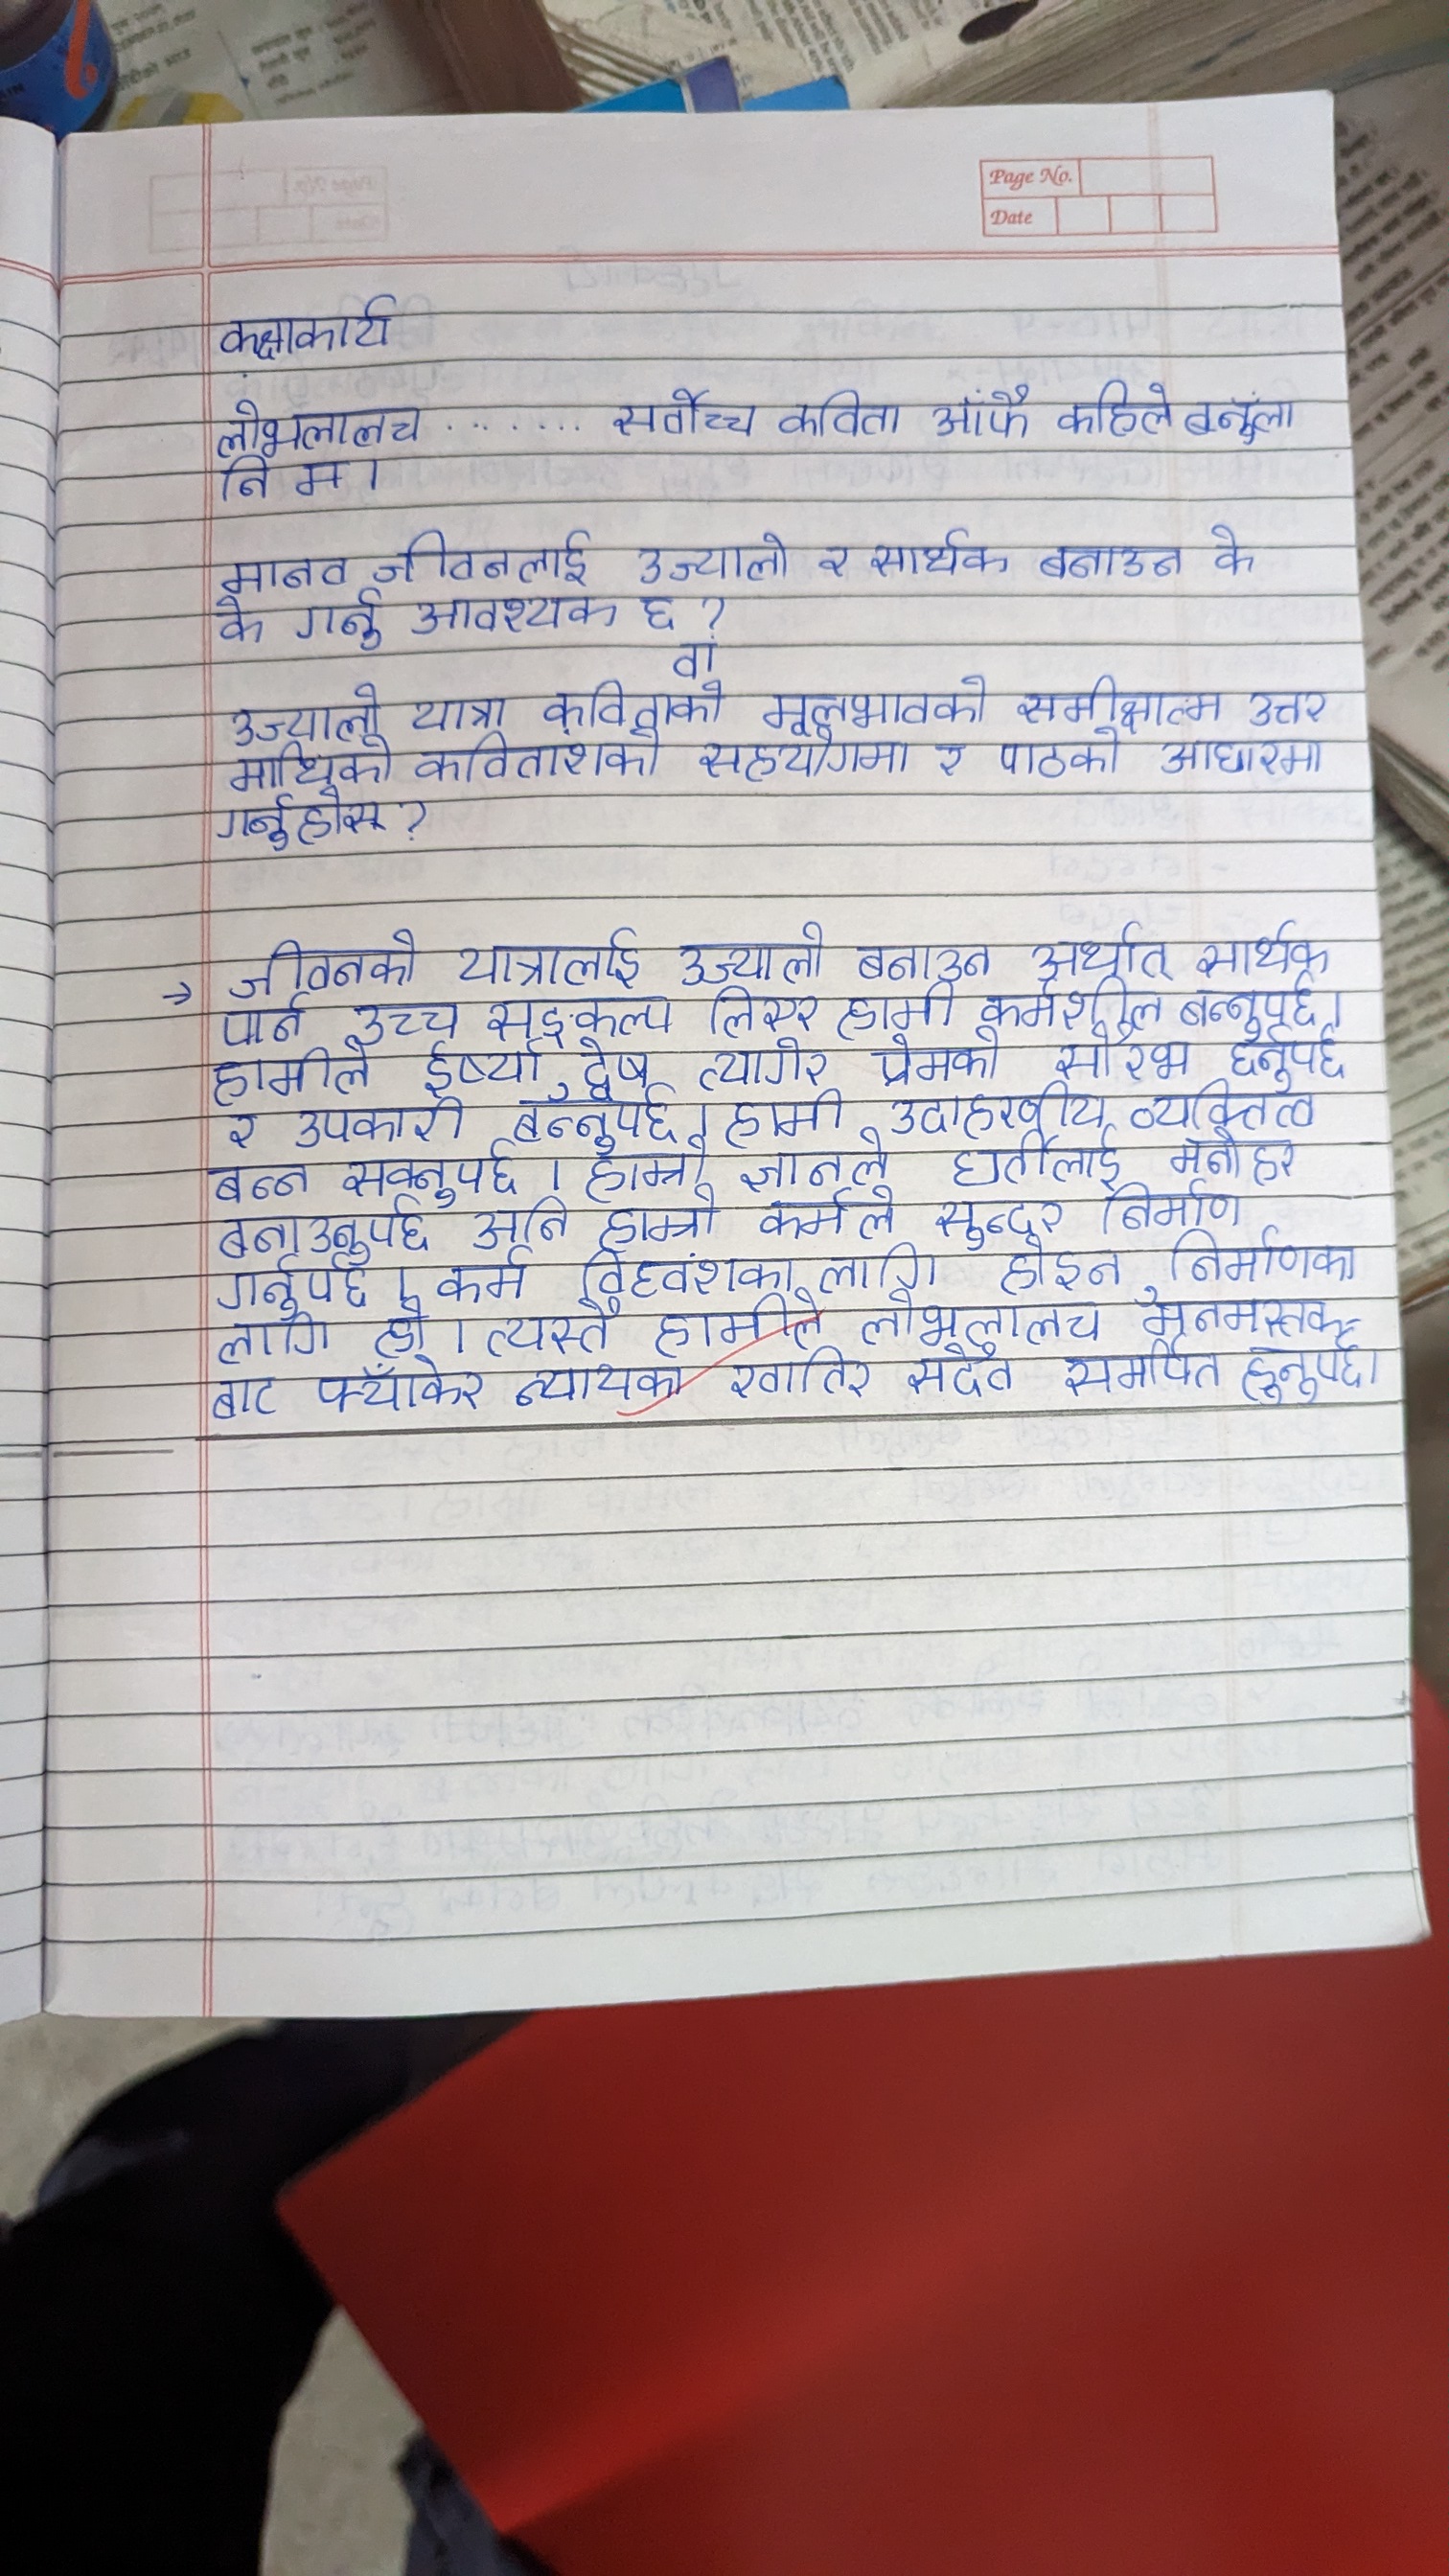 Page No.
Date
कक्षाकार्य
लोभलालच ....... सर्वोच्च कविता आँफै कहिले बनुँला
नि म ।
मानव जीवनलाई उज्यालो र सार्थक बनाउन के
के गर्नु आवश्यक छ ?
वा
उज्यालो यात्रा कविताको मूलभावको समीक्षात्म उत्तर
माथिको कविताशको सहयोगमा र पाठको आधारमा
गर्नुहोस् ?
→ जीवनको यात्रालाई उज्यालो बनाउन अर्थात् सार्थक
पार्न उच्च सङ्कल्प लिएर हामी कर्मशील बन्नुपर्छ।
हामीले ईर्ष्या, द्वेष त्यागेर प्रेमको सौरभ छर्नुपर्छ
र उपकारी बन्नुपर्छ। हामी उदाहरणीय व्यक्तित्व
बन्न सक्नुपर्छ । हाम्रो ज्ञानले धर्तीलाई मनोहर
बनाउनुपर्छ अनि हाम्रो कर्मले सुन्दर निर्माण
गर्नुपर्छ । कर्म विध्वंशका लागि होइन, निर्माणका
लागि हो । त्यस्तै हामीले लोभलालच मनमस्तक-
बाट फ्याँकेर न्यायका खातिर सदैव समर्पित हुनुपर्छ।